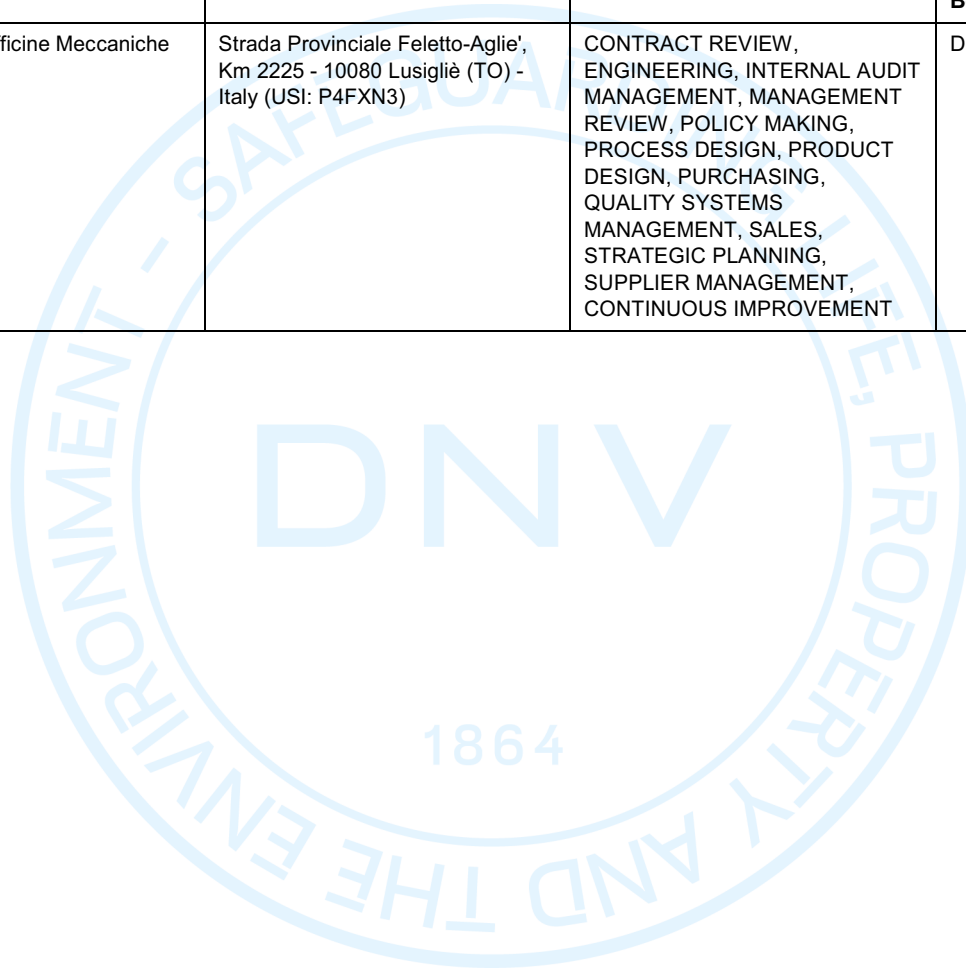 B
fficine Meccaniche
Strada Provinciale Feletto-Aglie',
Km 2225 - 10080 Lusigliè (TO) -
Italy (USI: P4FXN3)
CONTRACT REVIEW,
ENGINEERING, INTERNAL AUDIT
MANAGEMENT, MANAGEMENT
REVIEW, POLICY MAKING,
PROCESS DESIGN, PRODUCT
DESIGN, PURCHASING,
QUALITY SYSTEMS
MANAGEMENT, SALES,
STRATEGIC PLANNING,
SUPPLIER MANAGEMENT,
CONTINUOUS IMPROVEMENT
D
SAFEGUARDING LIFE, PROPERTY AND THE ENVIRONMENT -
DNV
1864